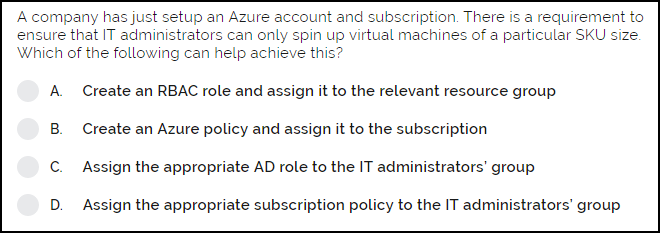 A company has just setup an Azure account and subscription. There is a requirement to
ensure that IT administrators can only spin up virtual machines of a particular SKU size.
Which of the following can help achieve this?
A. Create an RBAC role and assign it to the relevant resource group
B. Create an Azure policy and assign it to the subscription
C. Assign the appropriate AD role to the IT administrators' group
D. Assign the appropriate subscription policy to the IT administrators' group